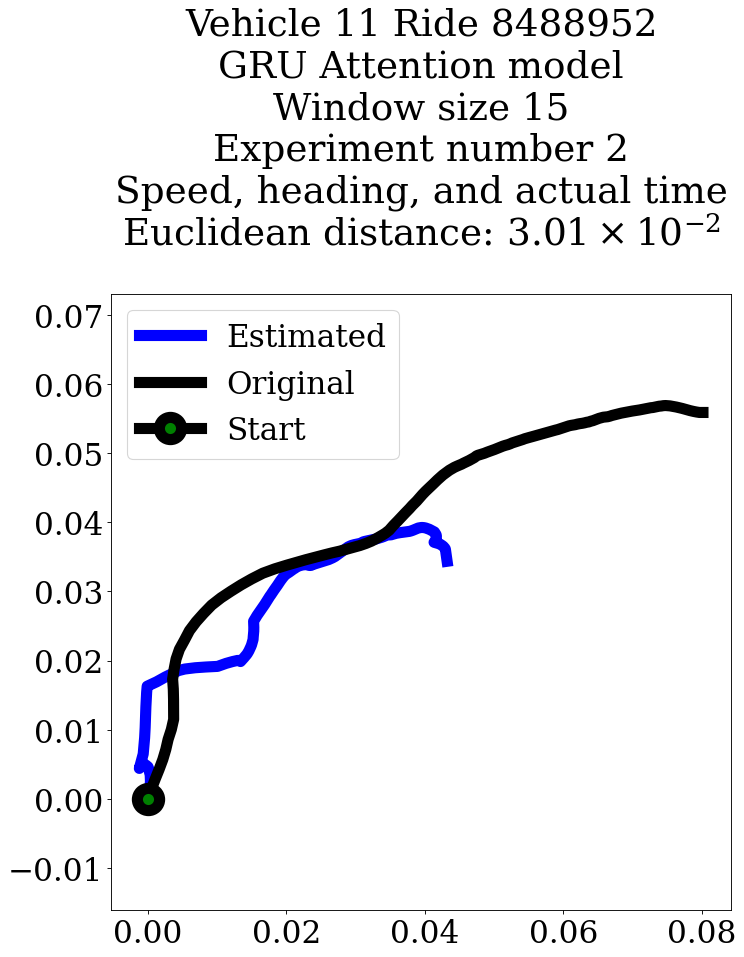 Vehicle 11 Ride 8488952
GRU Attention model
Window size 15
Experiment number 2
Speed, heading, and actual time
Euclidean distance: 3.01 × 10⁻²
0.07
0.06
0.05
0.04
0.03
0.02
0.01
0.00
−0.01
Estimated
Original
Start
0.00 0.02 0.04 0.06 0.08